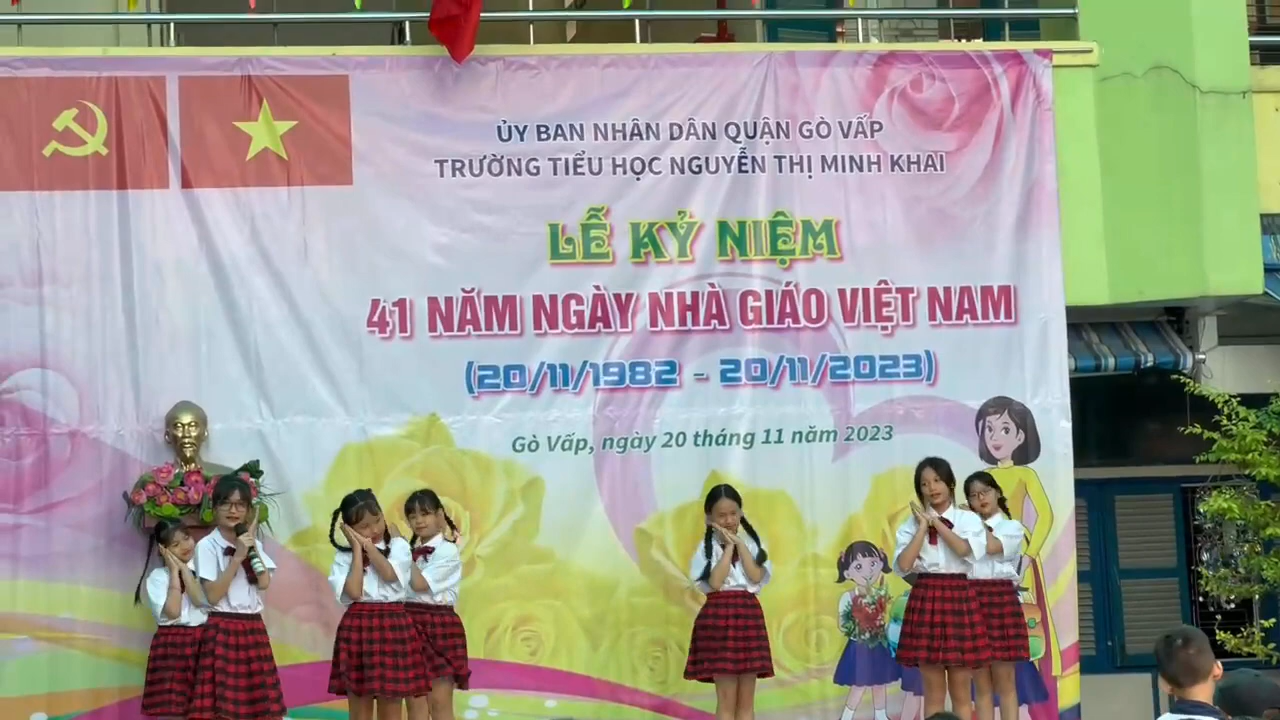 ỦY BAN NHÂN DÂN QUẬN GÒ VẤP
TRƯỜNG TIỂU HỌC NGUYỄN THỊ MINH KHAI
LỄ KỶ NIỆM
41 NĂM NGÀY NHÀ GIÁO VIỆT NAM
(20/11/1982 - 20/11/2023)
Gò Vấp, ngày 20 tháng 11 năm 2023